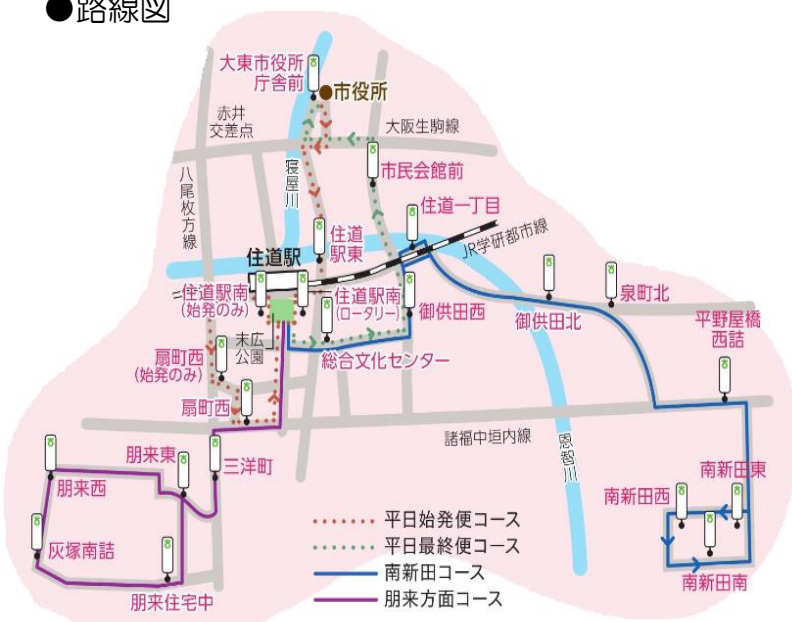 ●路線図
大東市役所
庁舎前
市役所
赤井
交差点
大阪生駒線
市民会館前
八尾枚方線
寝屋川
住道一丁目
住道
駅東
JR学研都市線
住道駅
住道駅南
(始発のみ)
住道駅南
(ロータリー)
御供田西
御供田北
泉町北
平野屋橋
西詰
末広
公園
総合文化センター
扇町西
(始発のみ)
扇町西
諸福中垣内線
恩智川
朋来東
三洋町
朋来西
南新田東
南新田西
灰塚南詰
南新田南
朋来住宅中
平日始発便コース
平日最終便コース
南新田コース
朋来方面コース